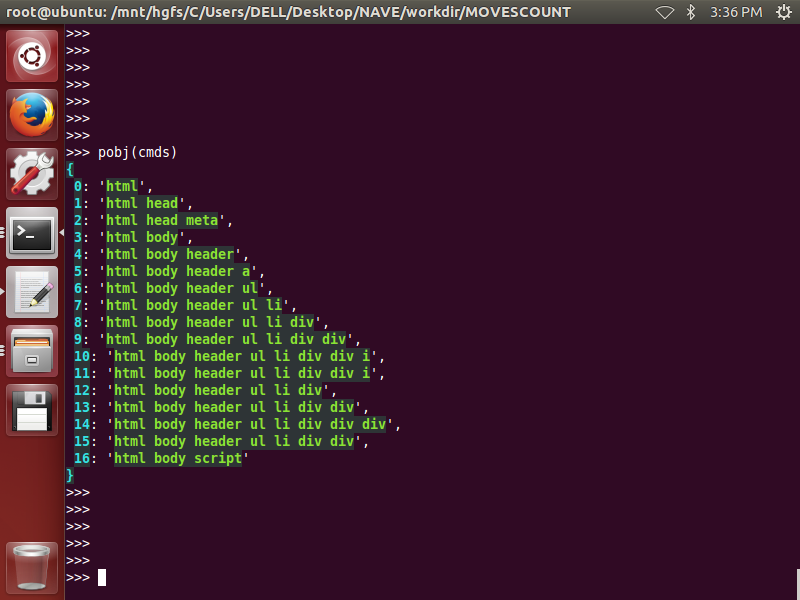 root@ubuntu: /mnt/hgfs/C/Users/DELL/Desktop/NAVE/workdir/MOVESCOUNT 3:36 PM
>>>
>>>
>>>
>>>
>>>
>>>
>>>
>>> pobj(cmds)
{
0: 'html',
1: 'html head',
2: 'html head meta',
3: 'html body',
4: 'html body header',
5: 'html body header a',
6: 'html body header ul',
7: 'html body header ul li',
8: 'html body header ul li div',
9: 'html body header ul li div div',
10: 'html body header ul li div div i',
11: 'html body header ul li div div i',
12: 'html body header ul li div',
13: 'html body header ul li div div',
14: 'html body header ul li div div div',
15: 'html body header ul li div div',
16: 'html body script'
}
>>>
>>>
>>>
>>>
>>>
>>>